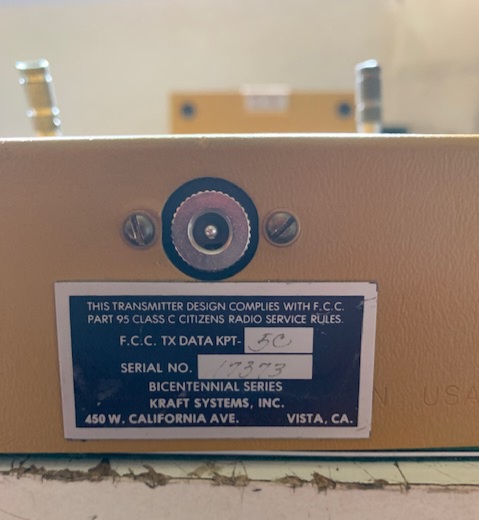 THIS TRANSMITTER DESIGN COMPLIES WITH F.C.C.
PART 95 CLASS C CITIZENS RADIO SERVICE RULES.
F.C.C. TX DATA KPT- 5C
SERIAL NO. 17373
BICENTENNIAL SERIES
KRAFT SYSTEMS, INC.
450 W. CALIFORNIA AVE. VISTA, CA.
N, USA